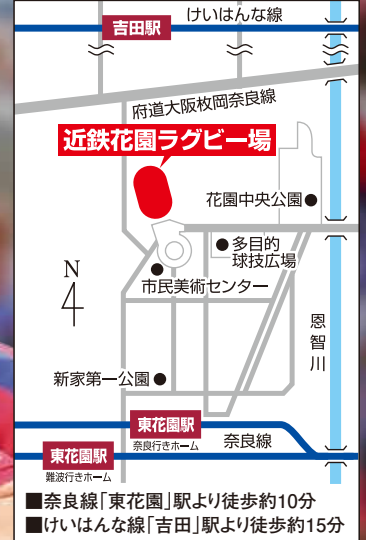 けいはんな線
吉田駅
府道大阪枚岡奈良線
近鉄花園ラグビー場
花園中央公園
多目的
球技広場
N
市民美術センター
恩智川
新家第一公園
東花園駅
奈良行きホーム
奈良線
東花園駅
難波行きホーム
■奈良線「東花園」駅より徒歩約10分
■けいはんな線「吉田」駅より徒歩約15分